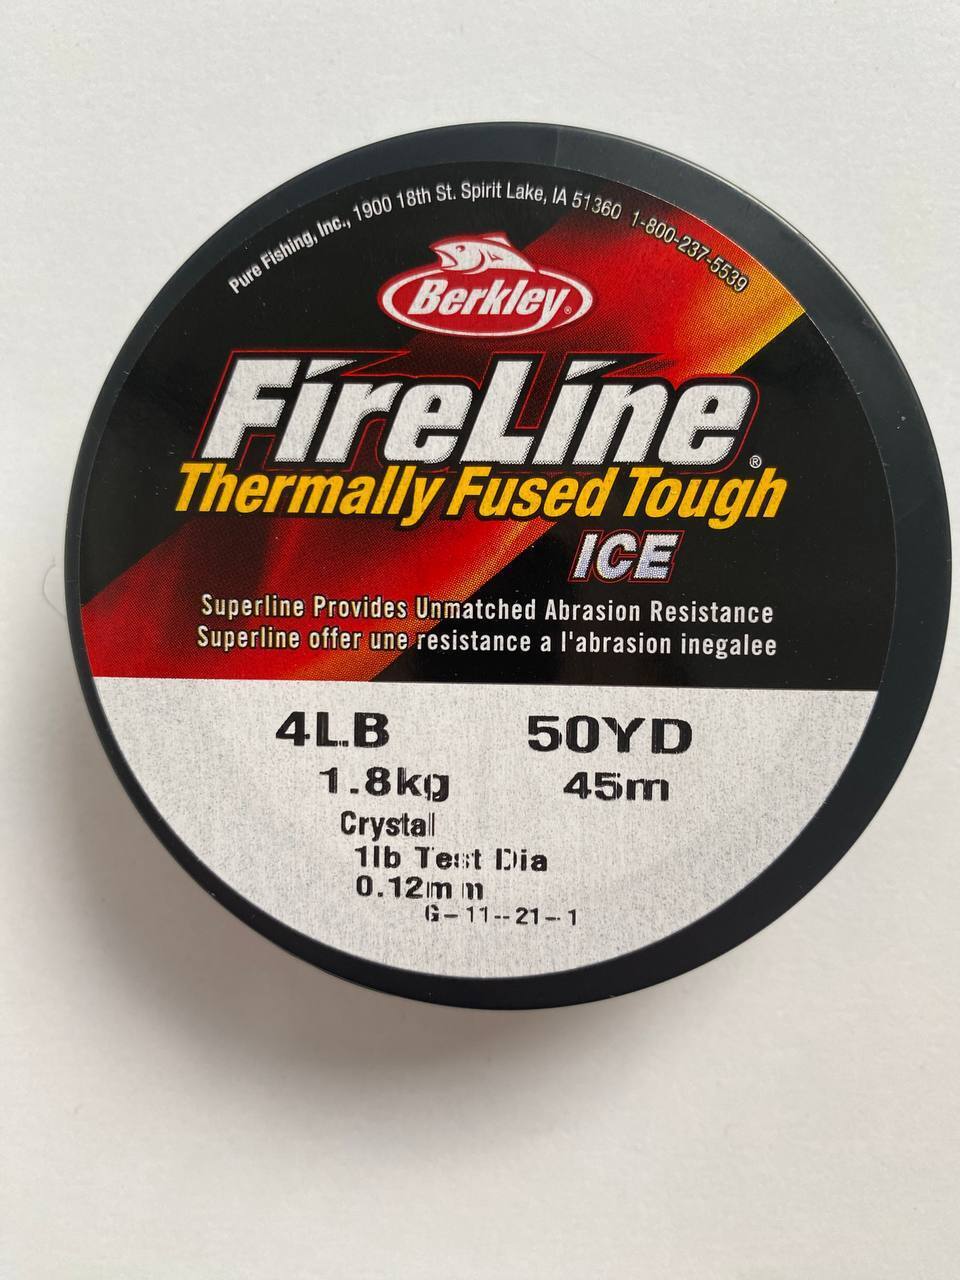 Pure Fishing, Inc., 1900 18th St. Spirit Lake, IA 51360 1-800-237-5539
Berkley®
FireLine®
Thermally Fused Tough
ICE
Superline Provides Unmatched Abrasion Resistance
Superline offer une resistance a l'abrasion inegalee
4LB 50YD
1.8kg 45m
Crystal
1lb Test Dia
0.12mm
G-11--21-1